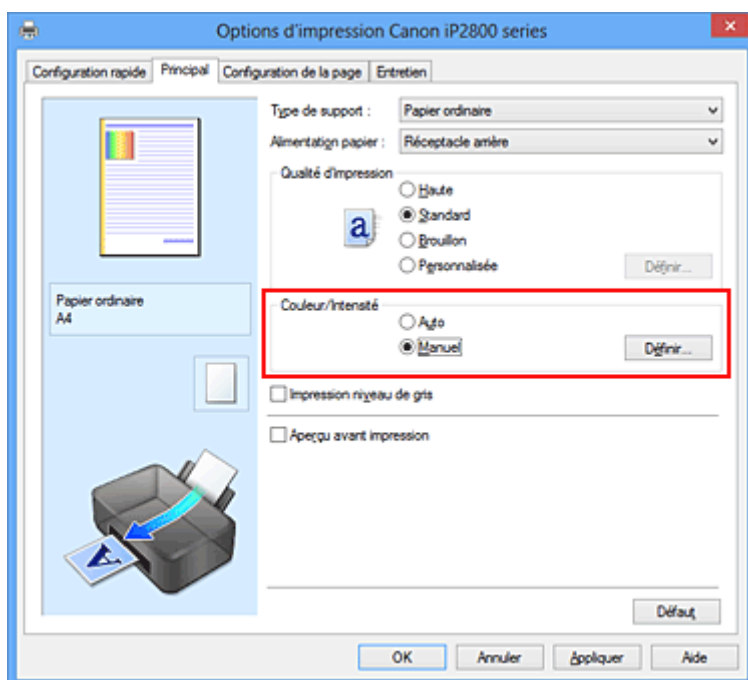 Options d'impression Canon iP2800 series
Configuration rapide Principal Configuration de la page Entretien
Type de support : Papier ordinaire
Alimentation papier : Réceptacle arrière
Qualité d'impression
Haute
a Standard
Brouillon
Personnalisée Définir...
Papier ordinaire
A4
Couleur/Intensité
Auto
Manuel Définir...
Impression niveau de gris
Aperçu avant impression
A
Défaut
OK Annuler Appliquer Aide